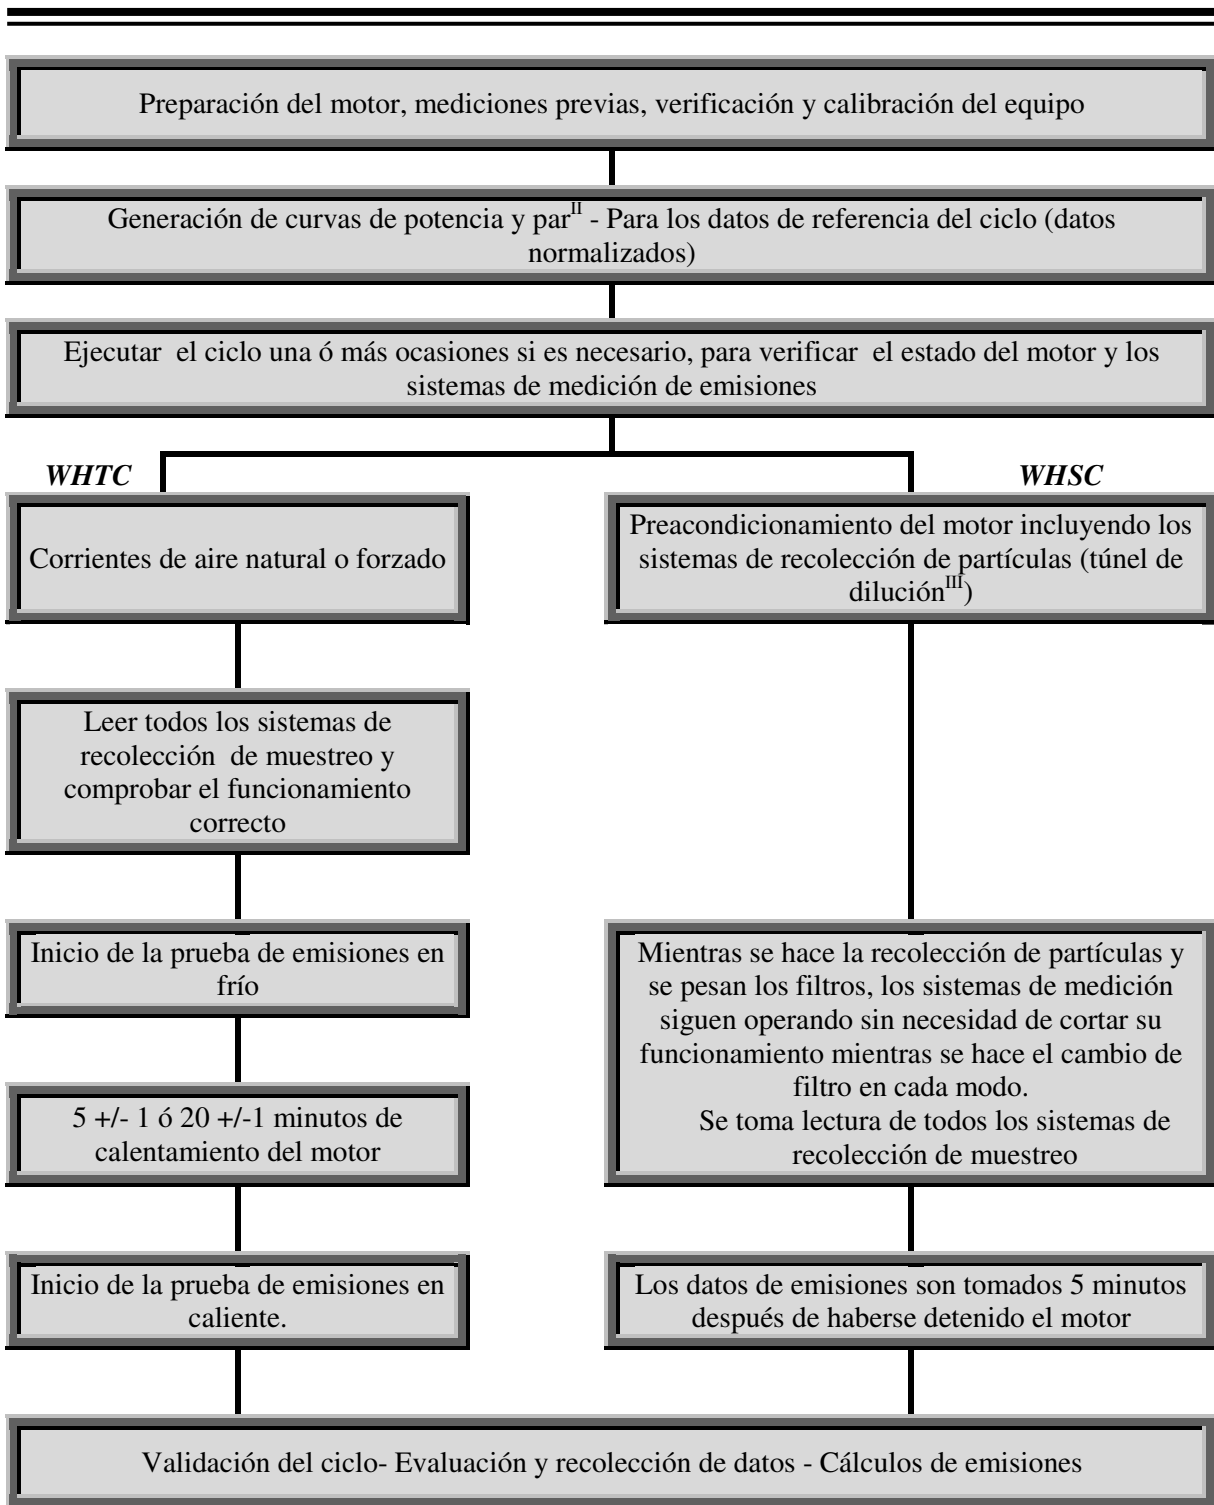 Preparación del motor, mediciones previas, verificación y calibración del equipo
Generación de curvas de potencia y par^II - Para los datos de referencia del ciclo (datos
normalizados)
Ejecutar el ciclo una ó más ocasiones si es necesario, para verificar el estado del motor y los
sistemas de medición de emisiones
WHTC
Corrientes de aire natural o forzado
Leer todos los sistemas de
recolección de muestreo y
comprobar el funcionamiento
correcto
Inicio de la prueba de emisiones en
frío
5 +/- 1 ó 20 +/-1 minutos de
calentamiento del motor
Inicio de la prueba de emisiones en
caliente.
WHSC
Preacondicionamiento del motor incluyendo los
sistemas de recolección de partículas (túnel de
dilución^III)
Mientras se hace la recolección de partículas y
se pesan los filtros, los sistemas de medición
siguen operando sin necesidad de cortar su
funcionamiento mientras se hace el cambio de
filtro en cada modo.
Se toma lectura de todos los sistemas de
recolección de muestreo
Los datos de emisiones son tomados 5 minutos
después de haberse detenido el motor
Validación del ciclo- Evaluación y recolección de datos - Cálculos de emisiones